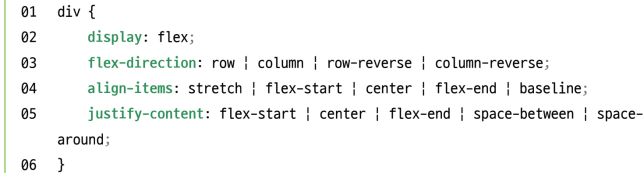 01 div {
02 display: flex;
03 flex-direction: row ¦ column ¦ row-reverse ¦ column-reverse;
04 align-items: stretch ¦ flex-start ¦ center ¦ flex-end ¦ baseline;
05 justify-content: flex-start ¦ center ¦ flex-end ¦ space-between ¦ space-
around;
06 }